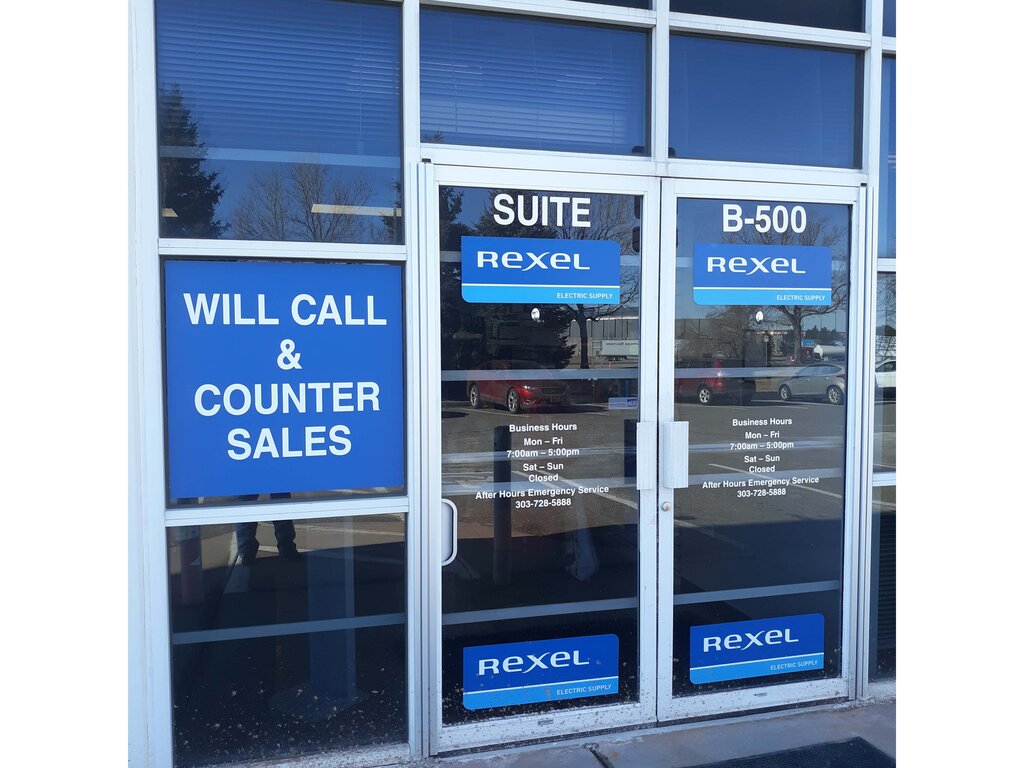 WILL CALL
&
COUNTER
SALES
SUITE
REXEL
ELECTRIC SUPPLY
Business Hours
Mon – Fri
7:00am – 5:00pm
Sat – Sun
Closed
After Hours Emergency Service
303-728-5888
REXEL
ELECTRIC SUPPLY
B-500
REXEL
ELECTRIC SUPPLY
Business Hours
Mon – Fri
7:00am – 5:00pm
Sat – Sun
Closed
After Hours Emergency Service
303-728-5888
REXEL
ELECTRIC SUPPLY